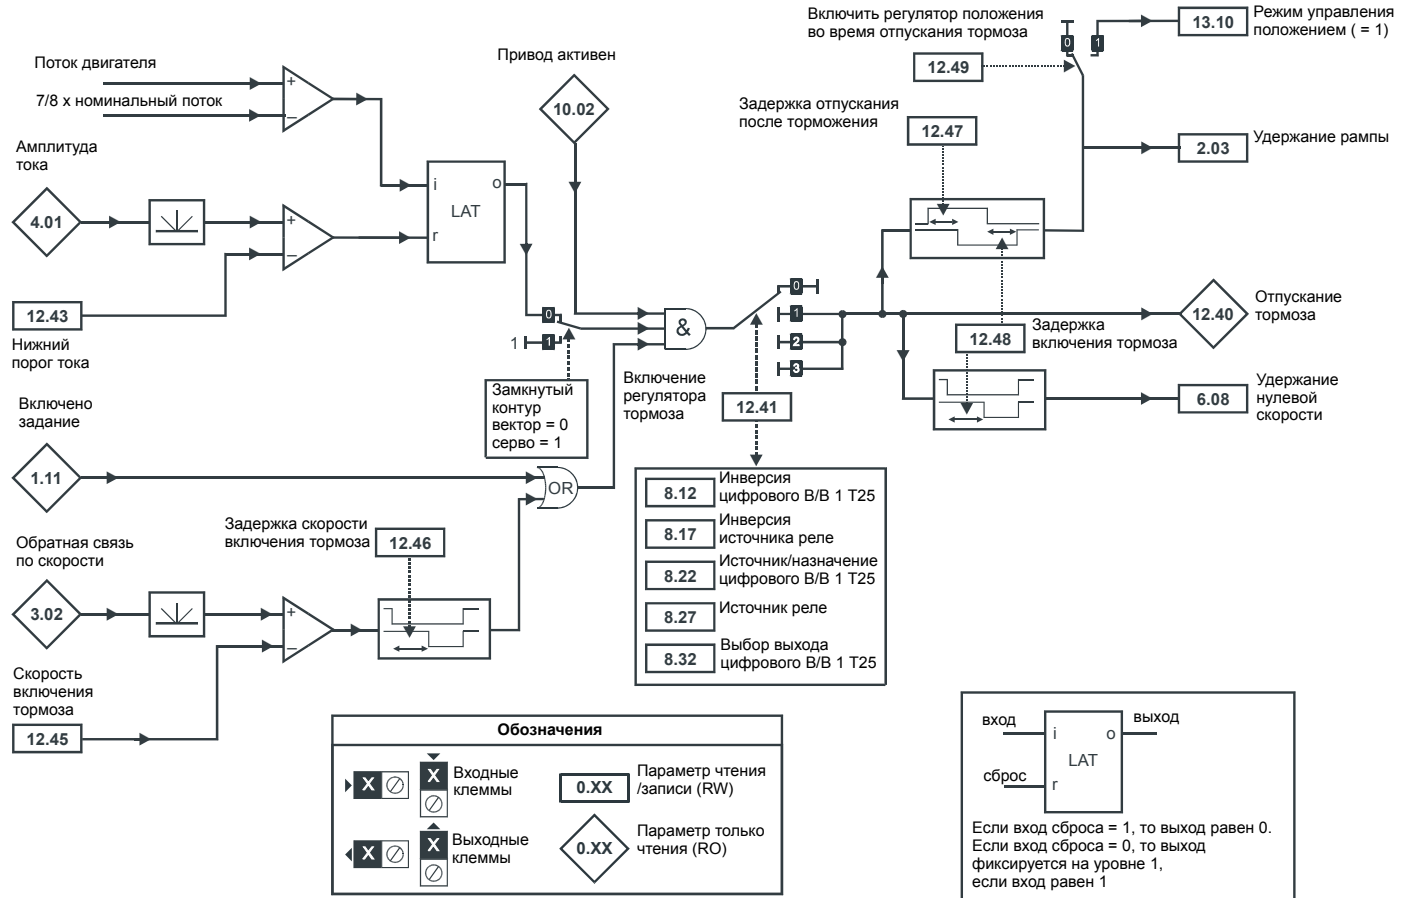 Включить регулятор положения
во время отпускания тормоза
0
1
13.10
Режим управления
положением ( = 1)
12.49
Поток двигателя
+
7/8 x номинальный поток
–
Привод активен
10.02
Задержка отпускания
после торможения
12.47
2.03
Удержание рампы
Амплитуда
тока
4.01
+
–
i
o
LAT
r
12.43
Нижний
порог тока
0
1
1
&
0
1
2
3
Отпускание
тормоза
12.40
12.48
Задержка
включения тормоза
Замкнутый
контур
вектор = 0
серво = 1
Включение
регулятора
тормоза
12.41
6.08
Удержание
нулевой
скорости
Включено
задание
1.11
OR
8.12
Инверсия
цифрового В/В 1 T25
8.17
Инверсия
источника реле
8.22
Источник/назначение
цифрового В/В 1 T25
8.27
Источник реле
8.32
Выбор выхода
цифрового В/В 1 T25
Задержка скорости
включения тормоза
12.46
Обратная связь
по скорости
3.02
+
–
Скорость
включения
тормоза
12.45
Обозначения
X
X
Входные
клеммы
0.XX
Параметр чтения
/записи (RW)
X
X
Выходные
клеммы
0.XX
Параметр только
чтения (RO)
вход
i
o
выход
LAT
сброс
r
Если вход сброса = 1, то выход равен 0.
Если вход сброса = 0, то выход
фиксируется на уровне 1,
если вход равен 1